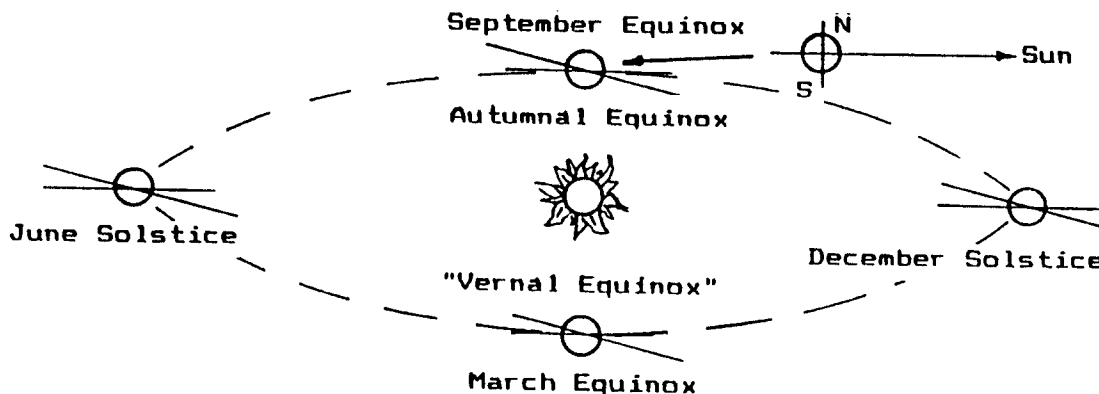 September Equinox
N
Sun
S
Autumnal Equinox
June Solstice
December Solstice
"Vernal Equinox"
March Equinox